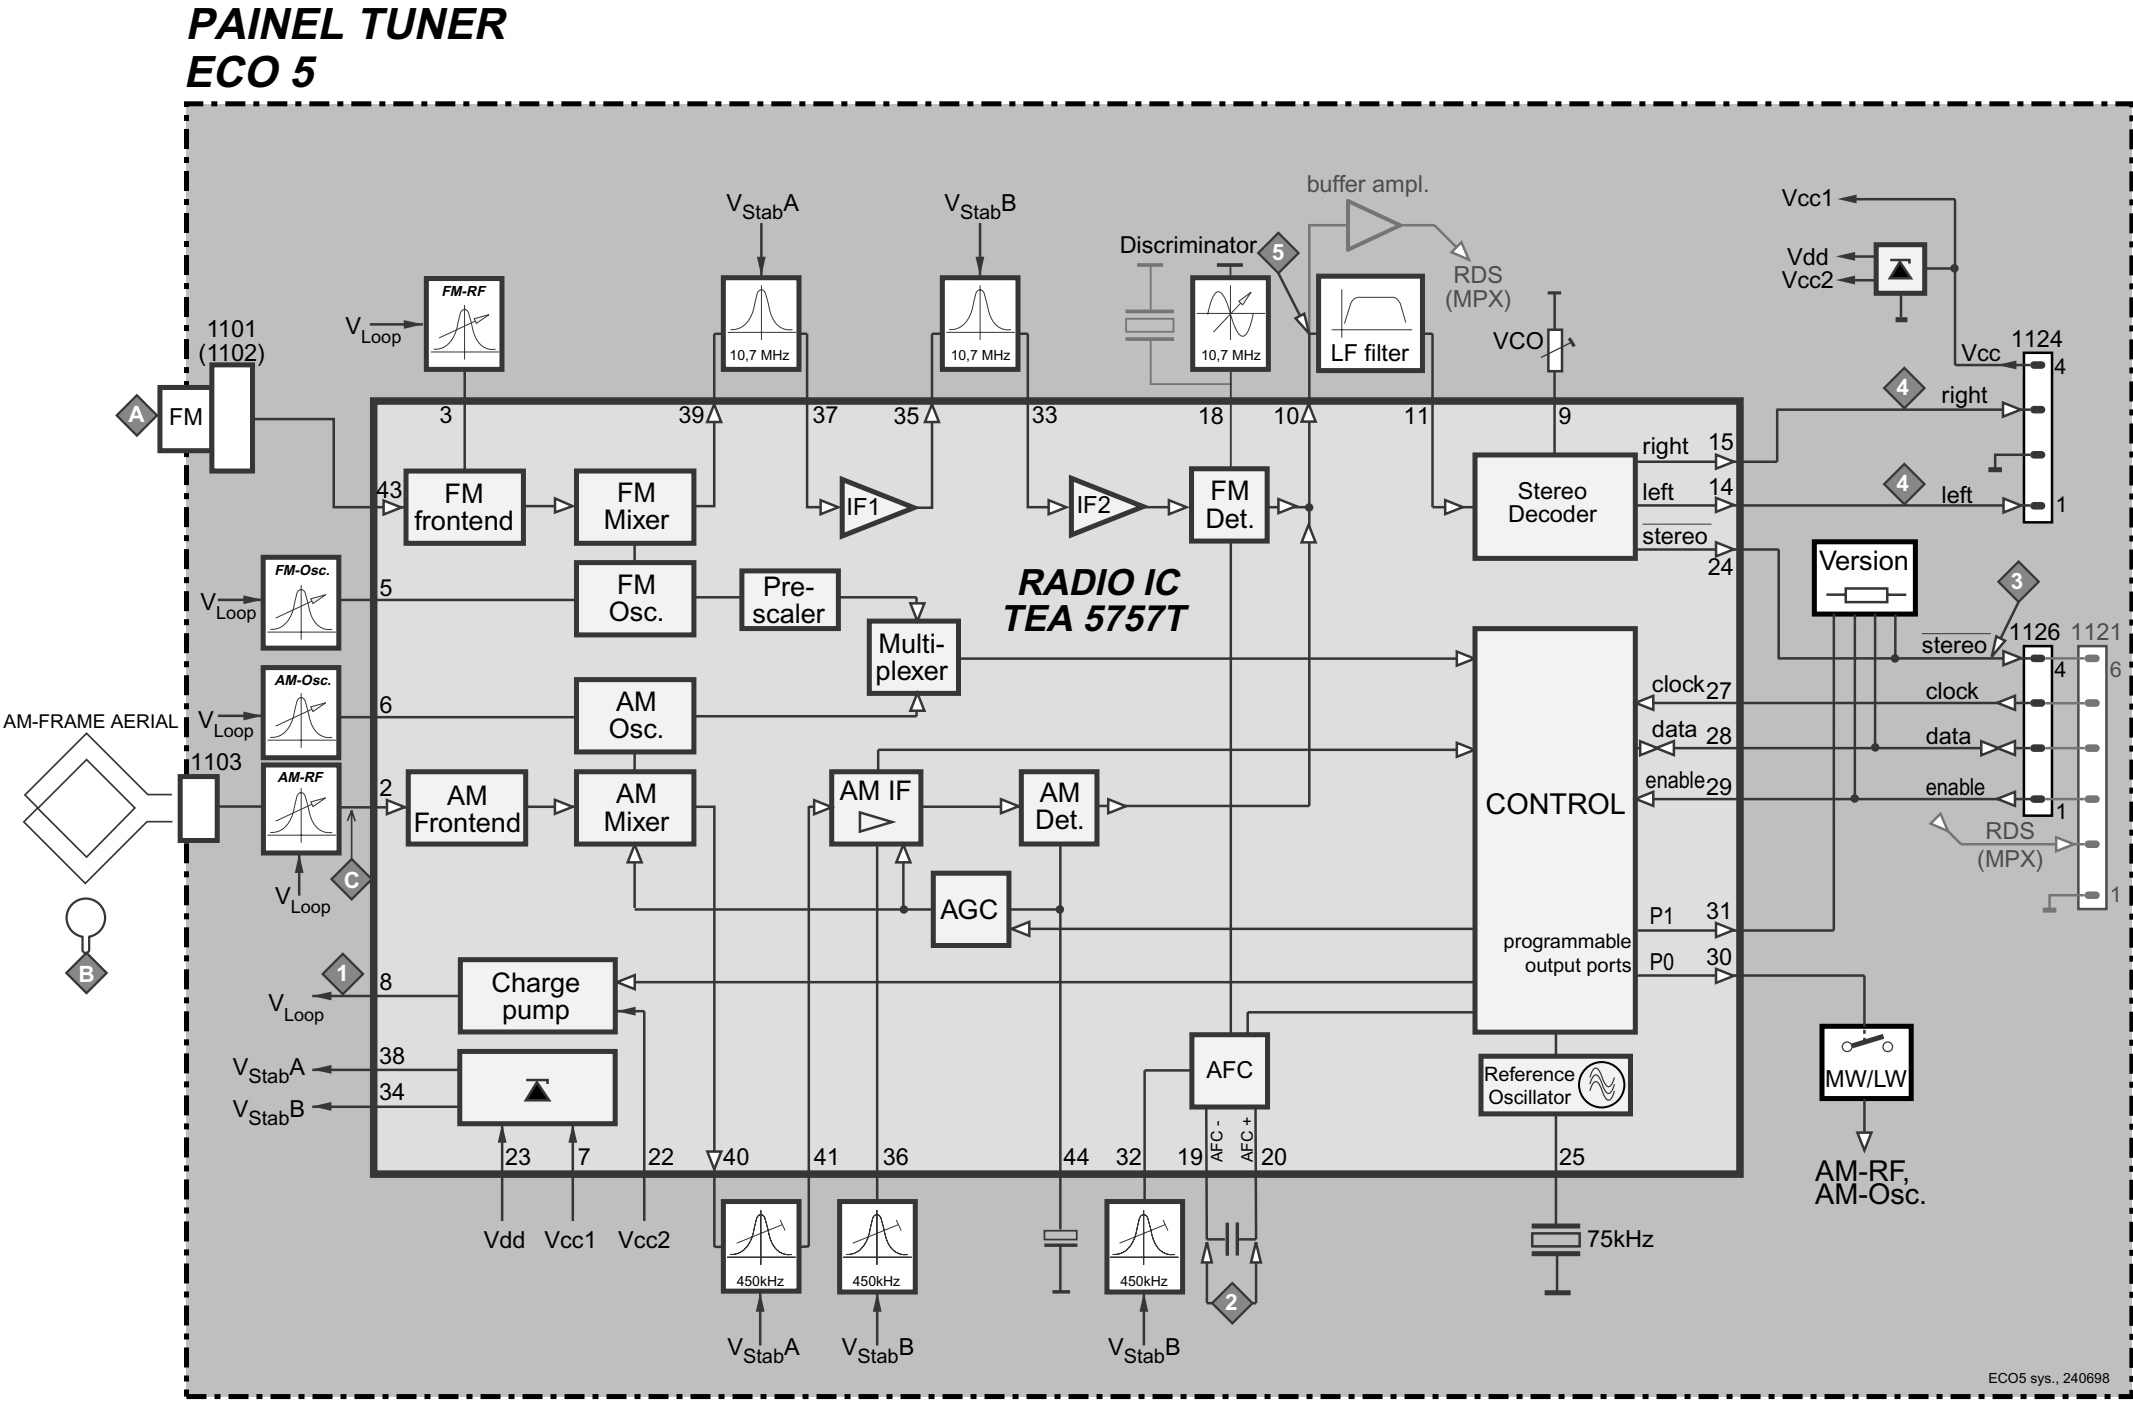 PAINEL TUNER
ECO 5
VStabA
VStabB
buffer ampl.
Discriminator
5
RDS
(MPX)
Vcc1
Vdd
Vcc2
FM-RF
VLoop
10,7 MHz
10,7 MHz
10,7 MHz
LF filter
VCO
1101
(1102)
A
FM
1124
Vcc
4
4
right
4
left
1
3
39
37
35
33
18
10
11
9
43
FM
frontend
FM
Mixer
IF1
IF2
FM
Det.
Stereo
Decoder
right
15
left
14
stereo
24
FM-Osc.
VLoop
5
FM
Osc.
Pre-
scaler
Multi-
plexer
RADIO IC
TEA 5757T
Version
3
stereo
1126
1121
4
6
AM-Osc.
VLoop
6
AM
Osc.
clock
27
clock
data
28
data
enable
29
enable
1
RDS
(MPX)
1
AM-FRAME AERIAL
1103
AM-RF
VLoop
C
B
2
AM
Frontend
AM
Mixer
AM IF
AM
Det.
AGC
CONTROL
programmable
output ports
P1
31
P0
30
1
VLoop
8
Charge
pump
VStabA
38
VStabB
34
AFC
AFC -
AFC +
Reference
Oscillator
MW/LW
AM-RF,
AM-Osc.
23
7
22
40
41
36
44
32
19
20
25
Vdd
Vcc1
Vcc2
450kHz
450kHz
450kHz
2
75kHz
VStabA
VStabB
VStabB
ECO5 sys., 240698